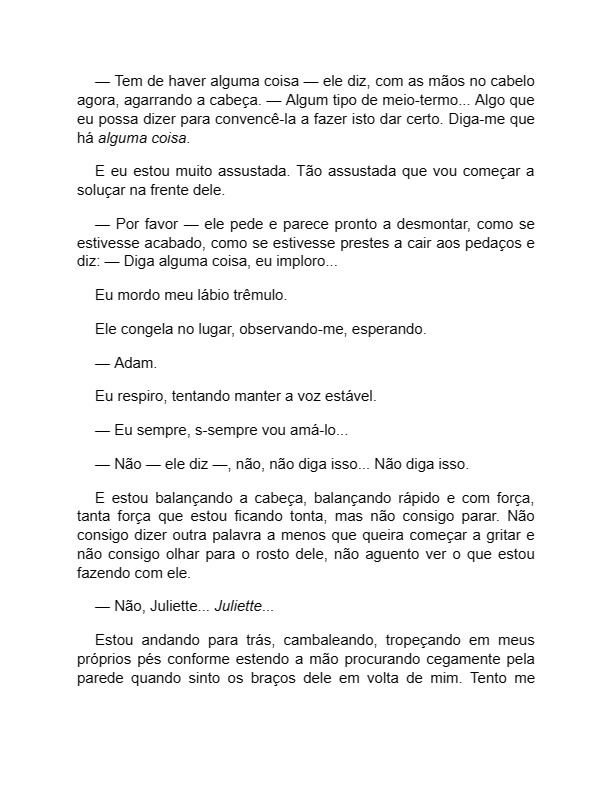 — Tem de haver alguma coisa — ele diz, com as mãos no cabelo
agora, agarrando a cabeça. — Algum tipo de meio-termo... Algo que
eu possa dizer para convencê-la a fazer isto dar certo. Diga-me que
há alguma coisa.
E eu estou muito assustada. Tão assustada que vou começar a
soluçar na frente dele.
— Por favor — ele pede e parece pronto a desmontar, como se
estivesse acabado, como se estivesse prestes a cair aos pedaços e
diz: — Diga alguma coisa, eu imploro...
Eu mordo meu lábio trêmulo.
Ele congela no lugar, observando-me, esperando.
— Adam.
Eu respiro, tentando manter a voz estável.
— Eu sempre, s-sempre vou amá-lo...
— Não — ele diz —, não, não diga isso... Não diga isso.
E estou balançando a cabeça, balançando rápido e com força,
tanta força que estou ficando tonta, mas não consigo parar. Não
consigo dizer outra palavra a menos que queira começar a gritar e
não consigo olhar para o rosto dele, não aguento ver o que estou
fazendo com ele.
— Não, Juliette... Juliette...
Estou andando para trás, cambaleando, tropeçando em meus
próprios pés conforme estendo a mão procurando cegamente pela
parede quando sinto os braços dele em volta de mim. Tento me